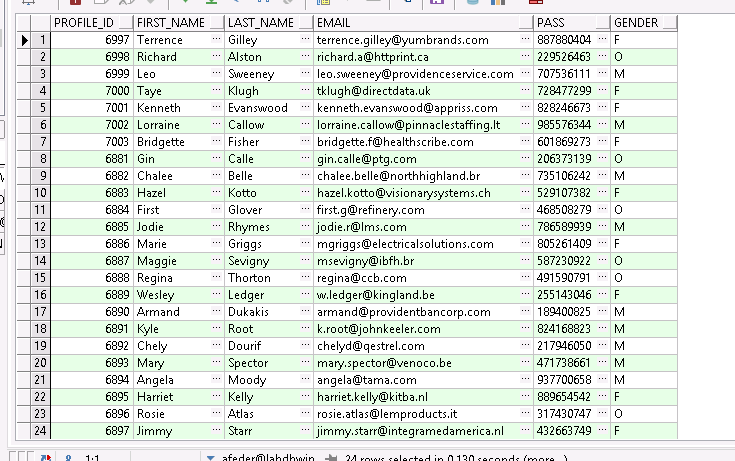 PROFILE_ID FIRST_NAME LAST_NAME EMAIL PASS GENDER
1 6997 Terrence ··· Gilley ··· terrence.gilley@yumbrands.com ··· 887880404 ··· F
2 6998 Richard ··· Alston ··· richard.a@httprint.ca ··· 229526463 ··· O
3 6999 Leo ··· Sweeney ··· leo.sweeney@providenceservice.com ··· 707536111 ··· M
4 7000 Taye ··· Klugh ··· tklugh@directdata.uk ··· 728477299 ··· F
5 7001 Kenneth ··· Evanswood ··· kenneth.evanswood@appriss.com ··· 828246673 ··· F
6 7002 Lorraine ··· Callow ··· lorraine.callow@pinnaclestaffing.lt ··· 985576344 ··· M
7 7003 Bridgette ··· Fisher ··· bridgette.f@healthscribe.com ··· 601869273 ··· F
8 6881 Gin ··· Calle ··· gin.calle@ptg.com ··· 206373139 ··· O
9 6882 Chalee ··· Belle ··· chalee.belle@northhighland.br ··· 735106242 ··· M
10 6883 Hazel ··· Kotto ··· hazel.kotto@visionarysystems.ch ··· 529107382 ··· F
11 6884 First ··· Glover ··· first.g@refinery.com ··· 468508279 ··· O
12 6885 Jodie ··· Rhymes ··· jodie.r@lms.com ··· 786589939 ··· M
13 6886 Marie ··· Griggs ··· mgriggs@electricalsolutions.com ··· 805261409 ··· F
14 6887 Maggie ··· Sevigny ··· msevigny@ibfh.br ··· 587230922 ··· O
15 6888 Regina ··· Thorton ··· regina@ccb.com ··· 491590791 ··· O
16 6889 Wesley ··· Ledger ··· w.ledger@kingland.be ··· 255143046 ··· F
17 6890 Armand ··· Dukakis ··· armand@providentbancorp.com ··· 189400825 ··· M
18 6891 Kyle ··· Root ··· k.root@johnkeeler.com ··· 824168823 ··· M
19 6892 Chely ··· Dourif ··· chelyd@qestrel.com ··· 217946050 ··· M
20 6893 Mary ··· Spector ··· mary.spector@venoco.be ··· 471738661 ··· M
21 6894 Angela ··· Moody ··· angela@tama.com ··· 937700658 ··· M
22 6895 Harriet ··· Kelly ··· harriet.kelly@kitba.nl ··· 889654542 ··· F
23 6896 Rosie ··· Atlas ··· rosie.atlas@lemproducts.it ··· 317430747 ··· O
24 6897 Jimmy ··· Starr ··· jimmy.starr@integramedamerica.nl ··· 432663749 ··· F
1:1 afeder@labdbwin 24 rows selected in 0.130 seconds (more...)